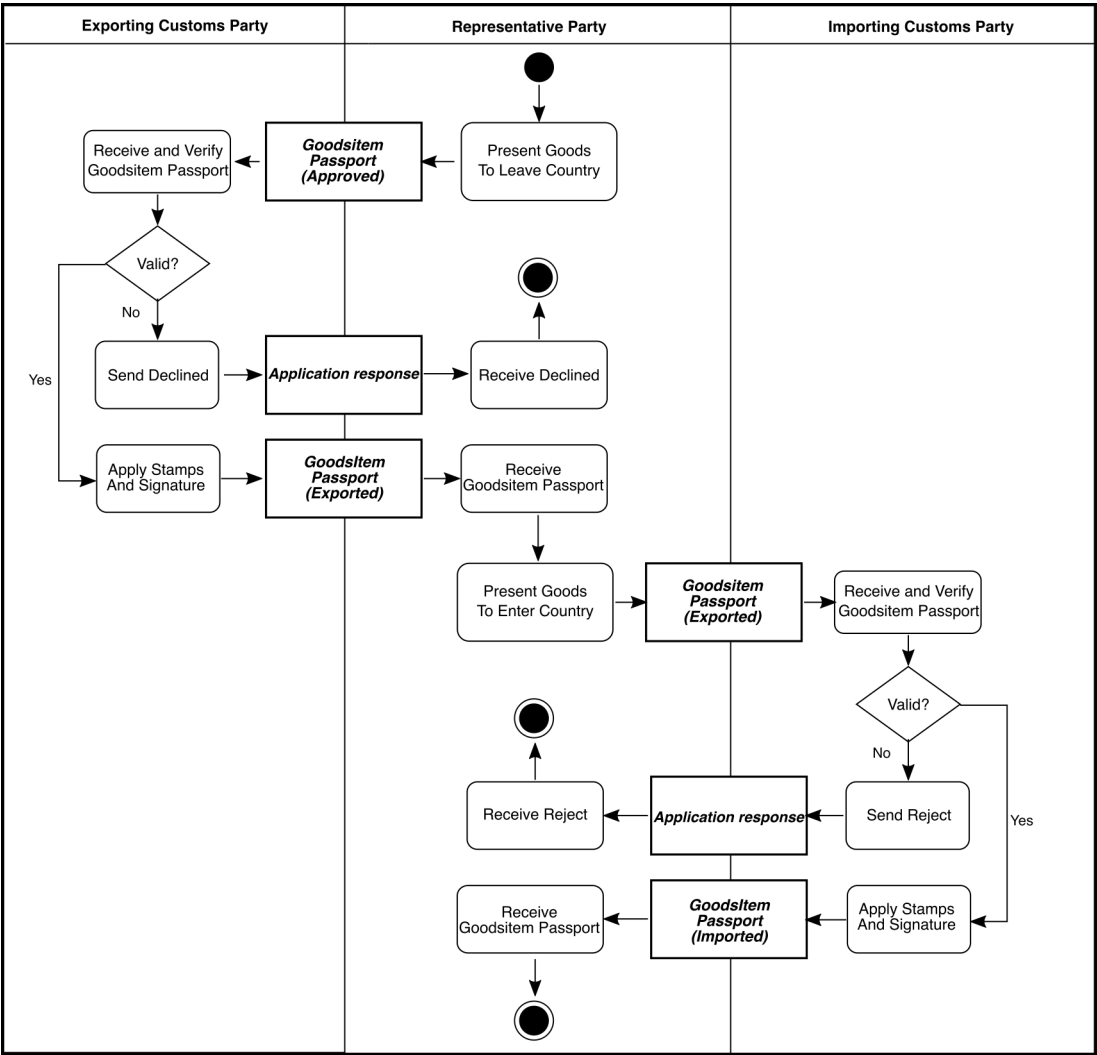 Exporting Customs Party
Representative Party
Importing Customs Party
Present Goods
To Leave Country
Goodsitem
Passport
(Approved)
Receive and Verify
Goodsitem Passport
Valid?
No
Yes
Send Declined
Application response
Receive Declined
Apply Stamps
And Signature
GoodsItem
Passport
(Exported)
Receive
Goodsitem Passport
Present Goods
To Enter Country
Goodsitem
Passport
(Exported)
Receive and Verify
Goodsitem Passport
Valid?
No
Yes
Send Reject
Application response
Receive Reject
Apply Stamps
And Signature
GoodsItem
Passport
(Imported)
Receive
Goodsitem Passport